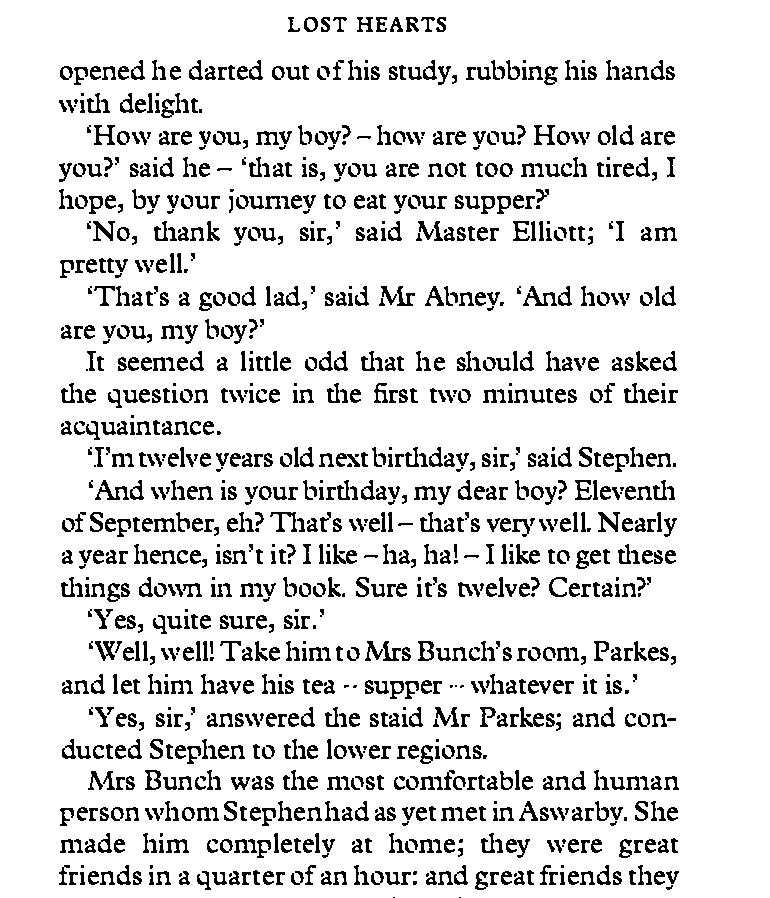 LOST HEARTS
opened he darted out of his study, rubbing his hands
with delight.
‘How are you, my boy? – how are you? How old are
you?’ said he – ‘that is, you are not too much tired, I
hope, by your journey to eat your supper?’
‘No, thank you, sir,’ said Master Elliott; ‘I am
pretty well.’
‘That’s a good lad,’ said Mr Abney. ‘And how old
are you, my boy?’
It seemed a little odd that he should have asked
the question twice in the first two minutes of their
acquaintance.
‘I’m twelve years old next birthday, sir,’ said Stephen.
‘And when is your birthday, my dear boy? Eleventh
of September, eh? That’s well – that’s very well. Nearly
a year hence, isn’t it? I like – ha, ha! – I like to get these
things down in my book. Sure it’s twelve? Certain?’
‘Yes, quite sure, sir.’
‘Well, well! Take him to Mrs Bunch’s room, Parkes,
and let him have his tea – supper – whatever it is.’
‘Yes, sir,’ answered the staid Mr Parkes; and con-
ducted Stephen to the lower regions.
Mrs Bunch was the most comfortable and human
person whom Stephen had as yet met in Aswarby. She
made him completely at home; they were great
friends in a quarter of an hour: and great friends they